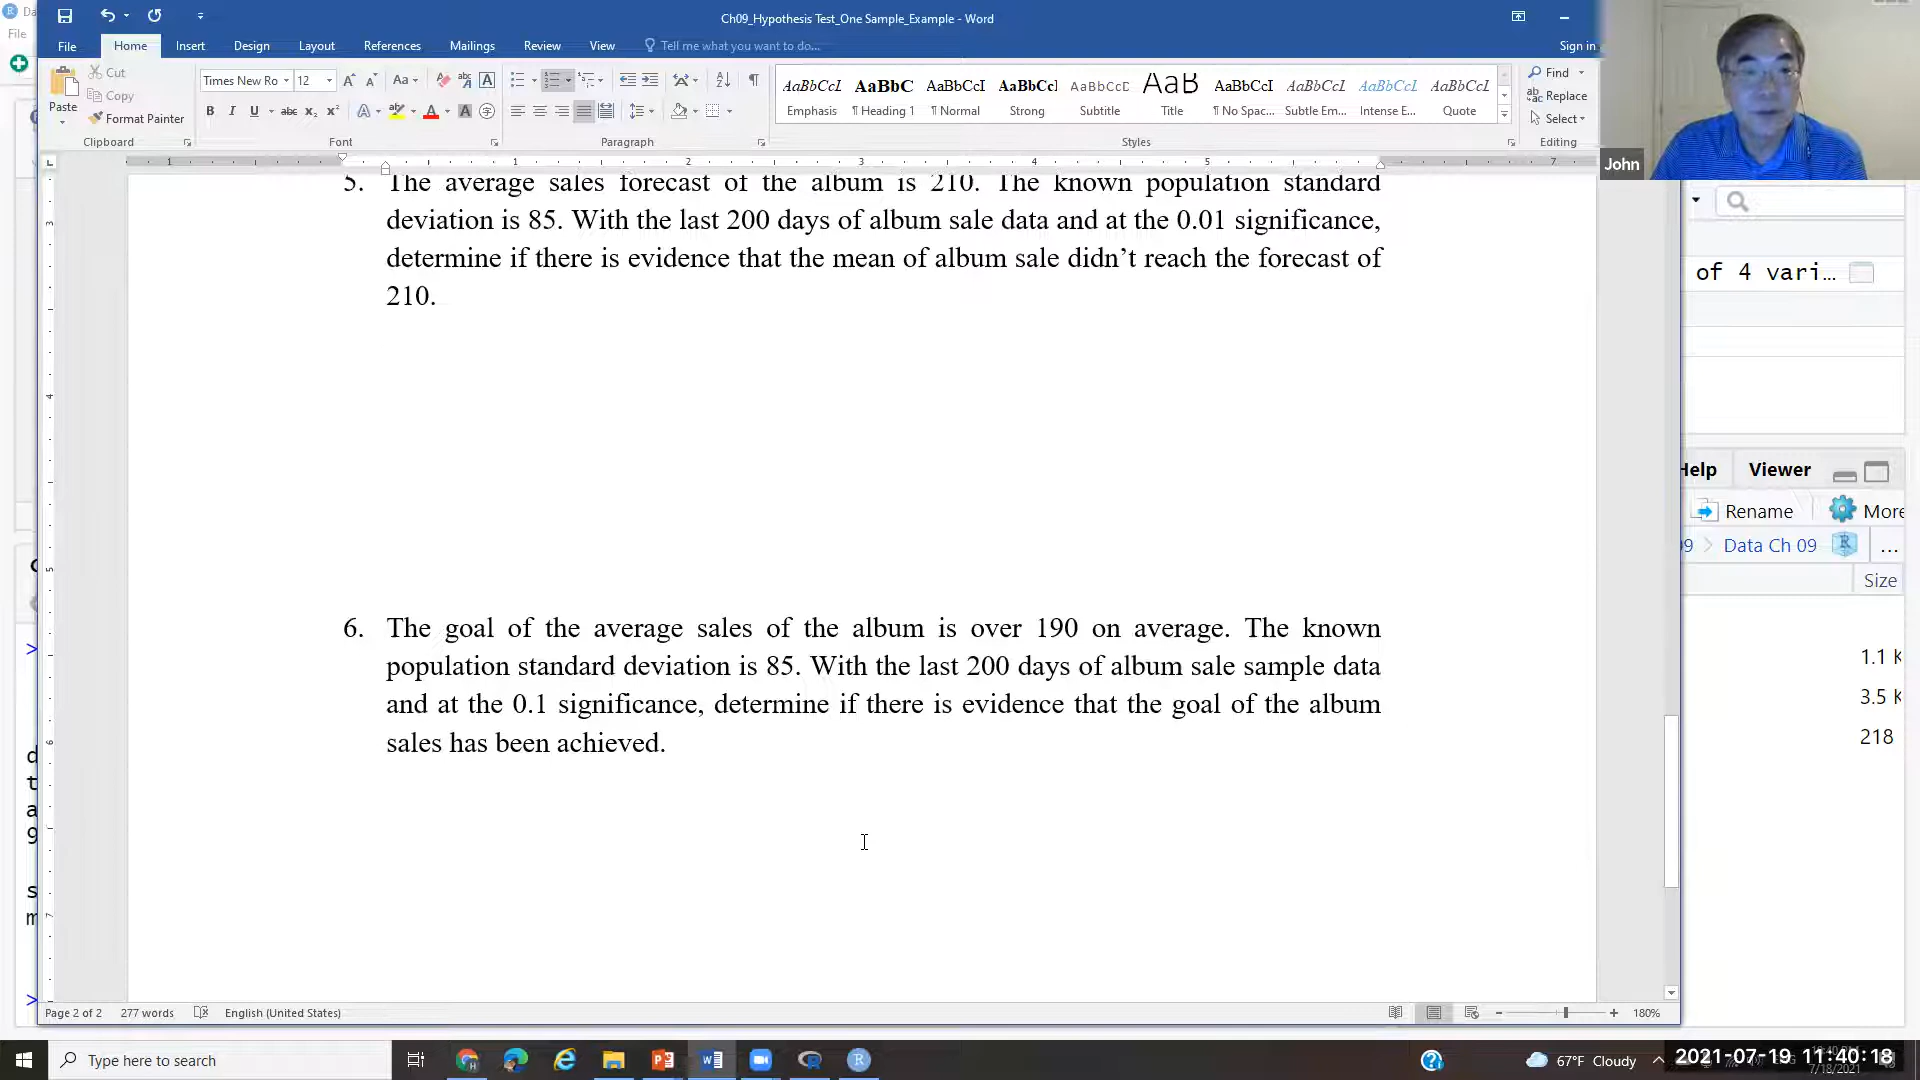 Ch09_Hypothesis Test_One Sample_Example - Word
File Home Insert Design Layout References Mailings Review View Tell me what you want to do... Sign in
Cut
Copy
Paste
Format Painter
Times New Ro 12
AaBbCcI Emphasis
AaBbC ¶ Heading 1
AaBbCcI ¶ Normal
AaBbCcI Strong
AaBbCcD Subtitle
AaB Title
AaBbCcI ¶ No Spac...
AaBbCcI Subtle Em...
AaBbCcI Intense E...
AaBbCcI Quote
Find
Replace
Select
Clipboard Font Paragraph Styles Editing
John
5. The average sales forecast of the album is 210. The known population standard
deviation is 85. With the last 200 days of album sale data and at the 0.01 significance,
determine if there is evidence that the mean of album sale didn’t reach the forecast of
210.
6. The goal of the average sales of the album is over 190 on average. The known
population standard deviation is 85. With the last 200 days of album sale sample data
and at the 0.1 significance, determine if there is evidence that the goal of the album
sales has been achieved.
of 4 vari…
Help Viewer
Rename More
Data Ch 09 ...
Size
1.1 K
3.5 K
218
Page 2 of 2 277 words English (United States) 180%
Type here to search
67°F Cloudy
2021-07-19 11:40:18
7/18/2021